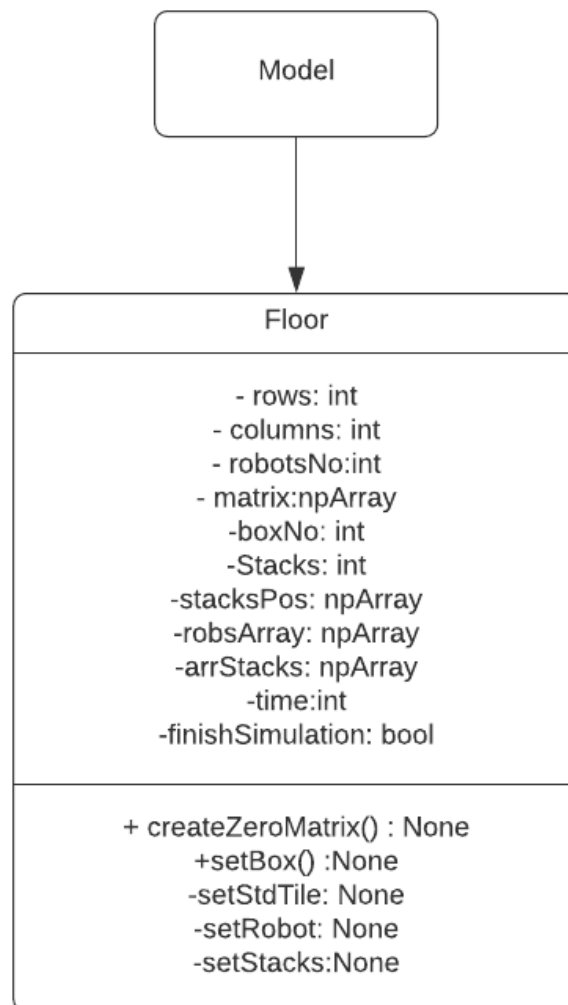 Model
Floor
- rows: int
- columns: int
- robotsNo:int
- matrix:npArray
-boxNo: int
-Stacks: int
-stacksPos: npArray
-robsArray: npArray
-arrStacks: npArray
-time:int
-finishSimulation: bool
+ createZeroMatrix() : None
+setBox() :None
-setStdTile: None
-setRobot: None
-setStacks:None